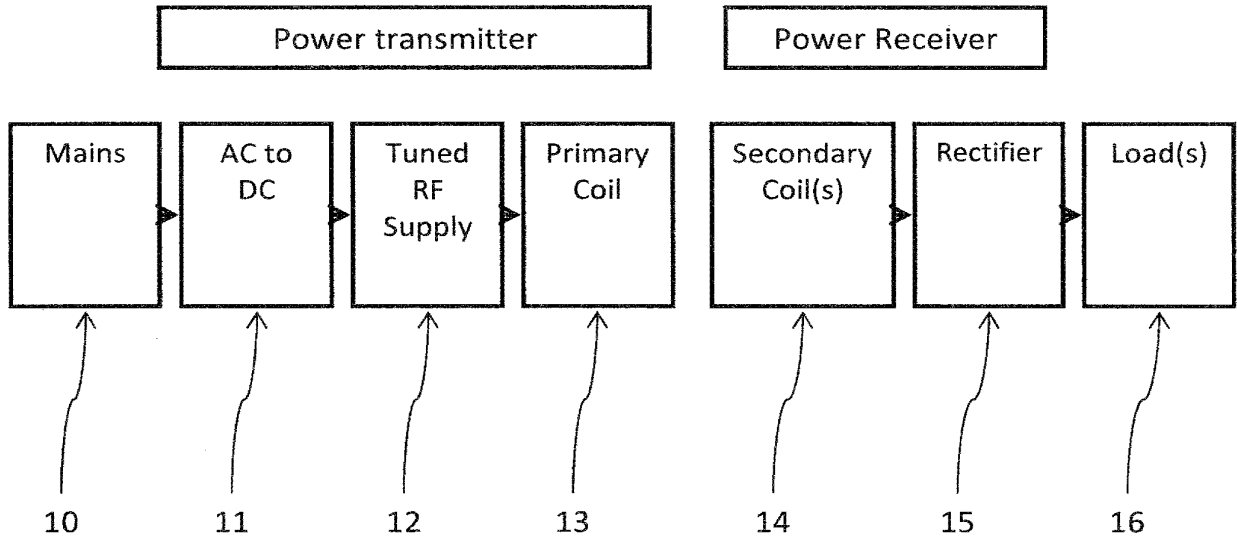 Power transmitter
Power Receiver
Mains
AC to
DC
Tuned
RF
Supply
Primary
Coil
Secondary
Coil(s)
Rectifier
Load(s)
10
11
12
13
14
15
16